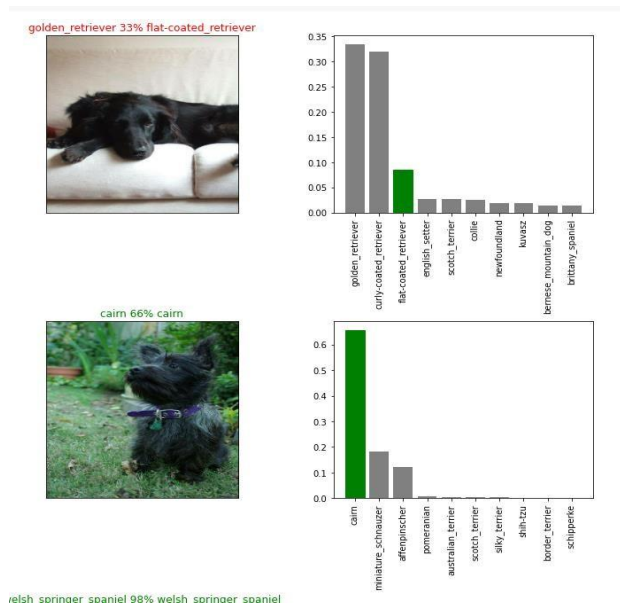 golden_retriever 33% flat-coated_retriever
0.35
0.30
0.25
0.20
0.15
0.10
0.05
0.00
golden_retriever
curly-coated_retriever
flat-coated_retriever
english_setter
scotch_terrier
collie
newfoundland
kuvasz
bernese_mountain_dog
brittany_spaniel
cairn 66% cairn
0.6
0.5
0.4
0.3
0.2
0.1
0.0
cairn
miniature_schnauzer
affenpinscher
pomeranian
australian_terrier
scotch_terrier
silky_terrier
shih-tzu
border_terrier
schipperke
welsh_springer_spaniel 98% welsh_springer_spaniel